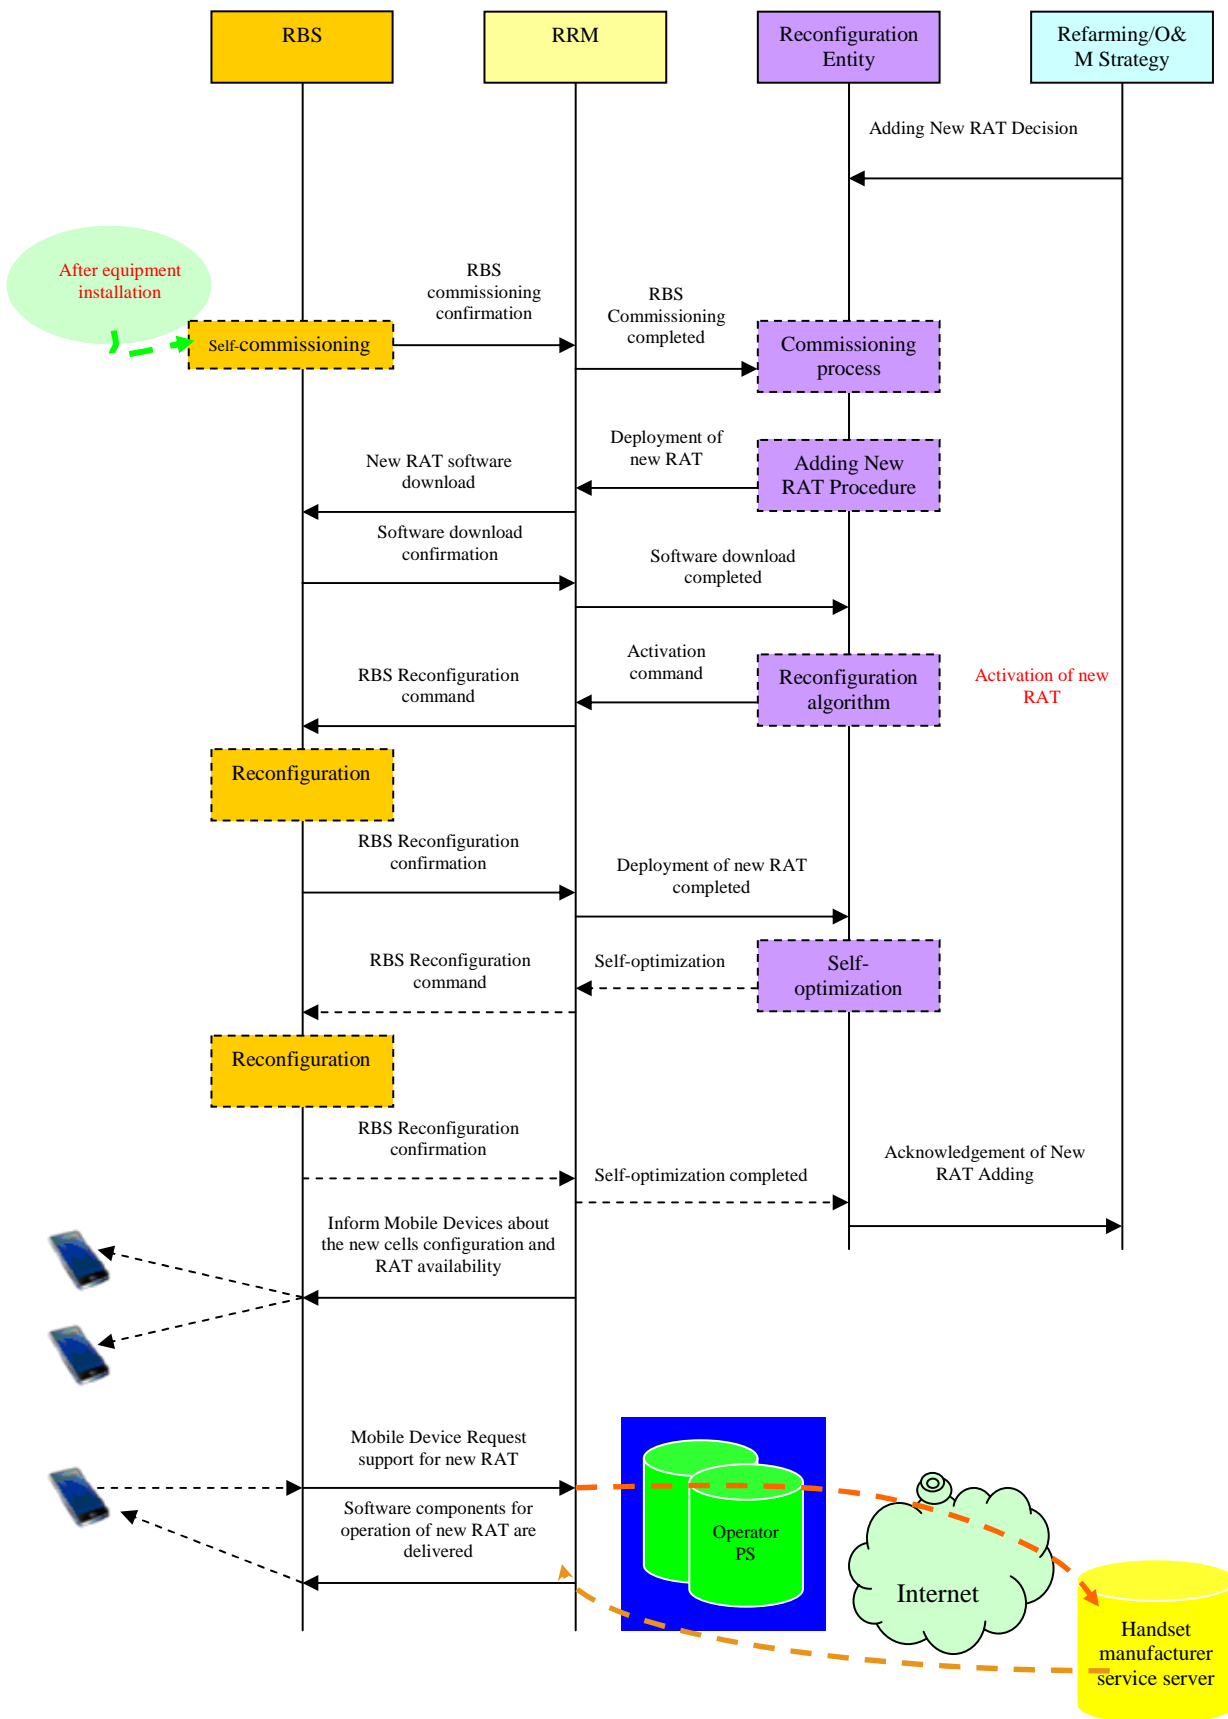 RBS
RRM
Reconfiguration
Entity
Refarming/O&
M Strategy
Adding New RAT Decision
After equipment
installation
RBS
commissioning
confirmation
RBS
Commissioning
completed
Self-commissioning
Commissioning
process
Deployment of
new RAT
New RAT software
download
Adding New
RAT Procedure
Software download
confirmation
Software download
completed
Activation
command
RBS Reconfiguration
command
Reconfiguration
algorithm
Activation of new
RAT
Reconfiguration
RBS Reconfiguration
confirmation
Deployment of new RAT
completed
RBS Reconfiguration
command
Self-optimization
Self-
optimization
Reconfiguration
RBS Reconfiguration
confirmation
Self-optimization completed
Acknowledgement of New
RAT Adding
Inform Mobile Devices about
the new cells configuration and
RAT availability
Mobile Device Request
support for new RAT
Software components for
operation of new RAT are
delivered
Operator
PS
Internet
Handset
manufacturer
service server